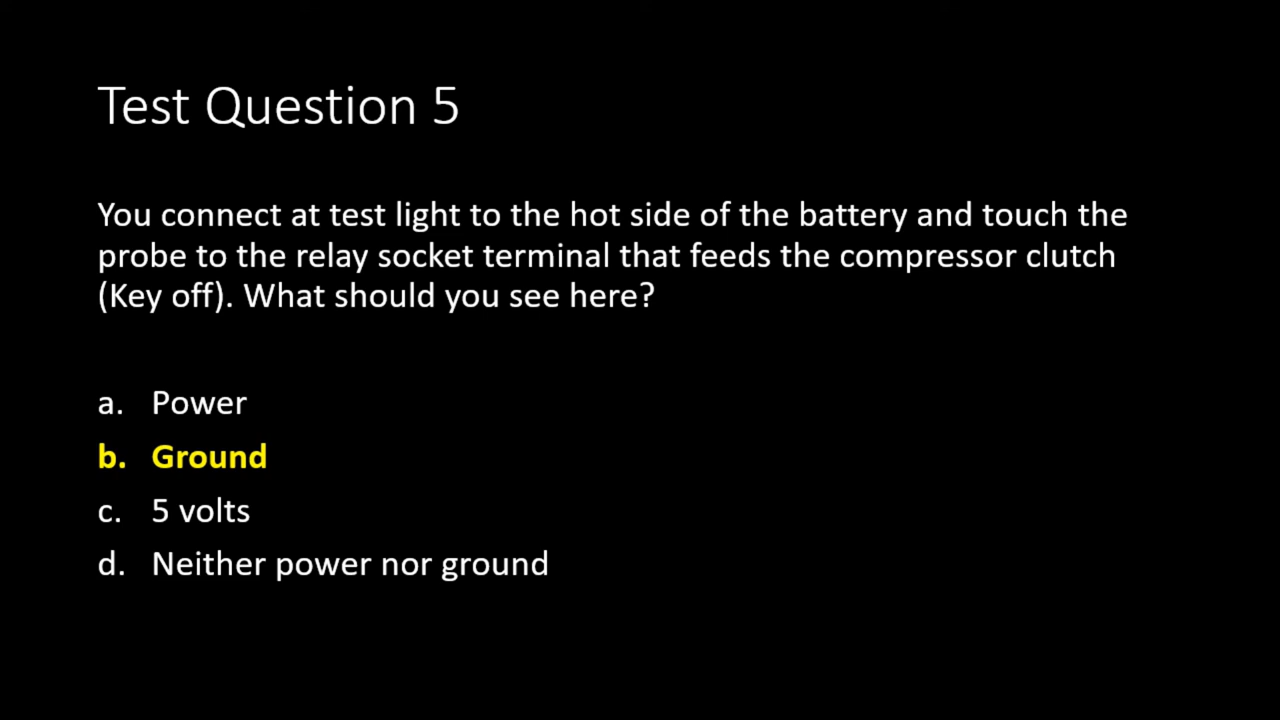 Test Question 5
You connect at test light to the hot side of the battery and touch the
probe to the relay socket terminal that feeds the compressor clutch
(Key off). What should you see here?
a. Power
b. Ground
c. 5 volts
d. Neither power nor ground